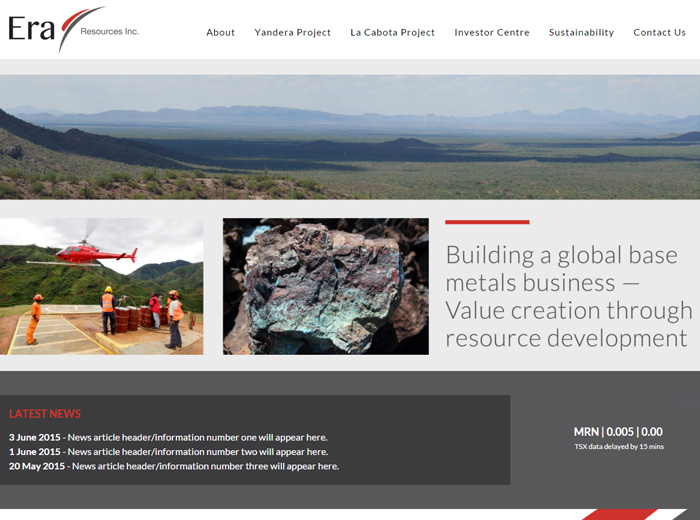 Era Resources Inc.
About Yandera Project La Cabota Project Investor Centre Sustainability Contact Us
Building a global base
metals business —
Value creation through
resource development
LATEST NEWS
3 June 2015 - News article header/information number one will appear here.
1 June 2015 - News article header/information number two will appear here.
20 May 2015 - News article header/information number three will appear here.
MRN | 0.005 | 0.00
TSX data delayed by 15 mins